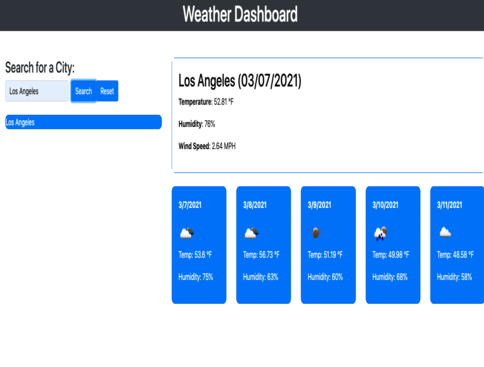 Weather Dashboard
Search for a City:
Los Angeles
Search
Reset
Los Angeles
Los Angeles (03/07/2021)
Temperature: 52.81 °F
Humidity: 76%
Wind Speed: 2.64 MPH
3/7/2021
Temp: 53.6 °F
Humidity: 75%
3/8/2021
Temp: 56.73 °F
Humidity: 63%
3/9/2021
Temp: 51.19 °F
Humidity: 60%
3/10/2021
Temp: 49.98 °F
Humidity: 68%
3/11/2021
Temp: 48.58 °F
Humidity: 58%